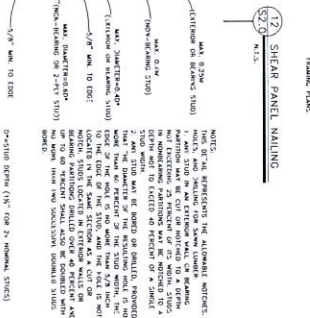 FRAMING PLANS
12
S2.0
SHEAR PANEL NAILING
N.T.S.
MAX. 0.25W
(EXTERIOR OR BEARING STUD)
MAX. 0.4W
(NON-BEARING STUD)
MAX. DIAMETER=0.40*
(EXTERIOR OR BEARING STUD)
5/8" MIN. TO EDGE
MAX. DIAMETER=0.60*
(NON-BEARING OR 2-PLY STUD)
5/8" MIN. TO EDGE
NOTES:
THIS DETAIL REPRESENTS THE ALLOWABLE NOTCHES,
HOLES, AND DRILLING FOR SAWN LUMBER.
1. ANY STUD IN AN EXTERIOR WALL OR BEARING
PARTITION MAY BE CUT OR NOTCHED TO A DEPTH
NOT EXCEEDING 25 PERCENT OF ITS WIDTH. STUDS
IN NONBEARING PARTITIONS MAY BE NOTCHED TO A
DEPTH NOT TO EXCEED 40 PERCENT OF A SINGLE
STUD WIDTH.
2. ANY STUD MAY BE BORED OR DRILLED, PROVIDED
THAT THE DIAMETER OF THE RESULTING HOLE IS NO
MORE THAN 60 PERCENT OF THE STUD WIDTH, THE
EDGE OF THE HOLE IS NO MORE THAN 5/8 INCH
TO THE EDGE OF THE STUD, AND THE HOLE IS NOT
LOCATED IN THE SAME SECTION AS A CUT OR
NOTCH. STUDS LOCATED IN EXTERIOR WALLS OR
BEARING PARTITIONS DRILLED OVER 40 PERCENT AND
UP TO 60 PERCENT SHALL ALSO BE DOUBLED WITH
NO MORE THAN TWO SUCCESSIVE DOUBLED STUDS
BORED.
D=STUD DEPTH